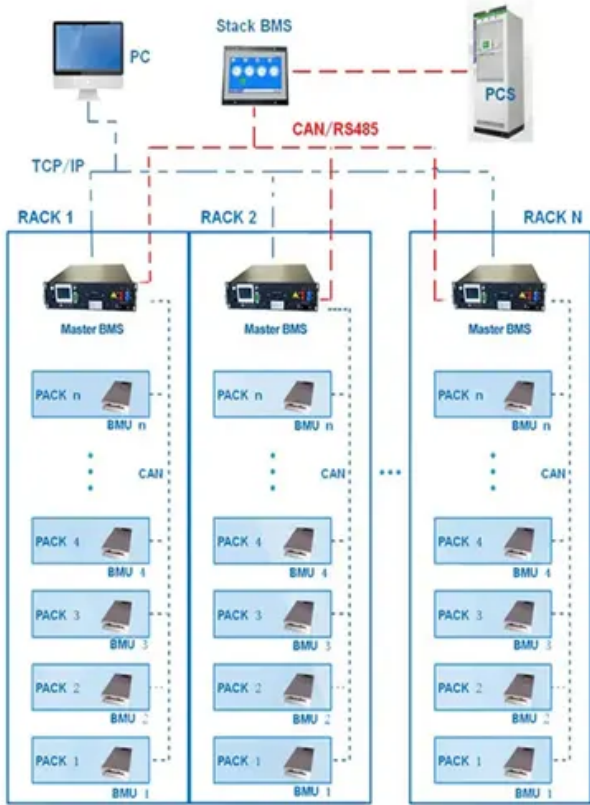 Stack BMS
PC
PCS
CAN/RS485
TCP/IP
RACK 1
RACK 2
RACK N
Master BMS
Master BMS
Master BMS
PACK n
BMU n
PACK n
BMU n
PACK n
BMU n
CAN
CAN
CAN
PACK 4
BMU 4
PACK 4
BMU 4
PACK 4
BMU 4
PACK 3
BMU 3
PACK 3
BMU 3
PACK 3
BMU 3
PACK 2
BMU 2
PACK 2
BMU 2
PACK 2
BMU 2
PACK 1
BMU 1
PACK 1
BMU 1
PACK 1
BMU 1